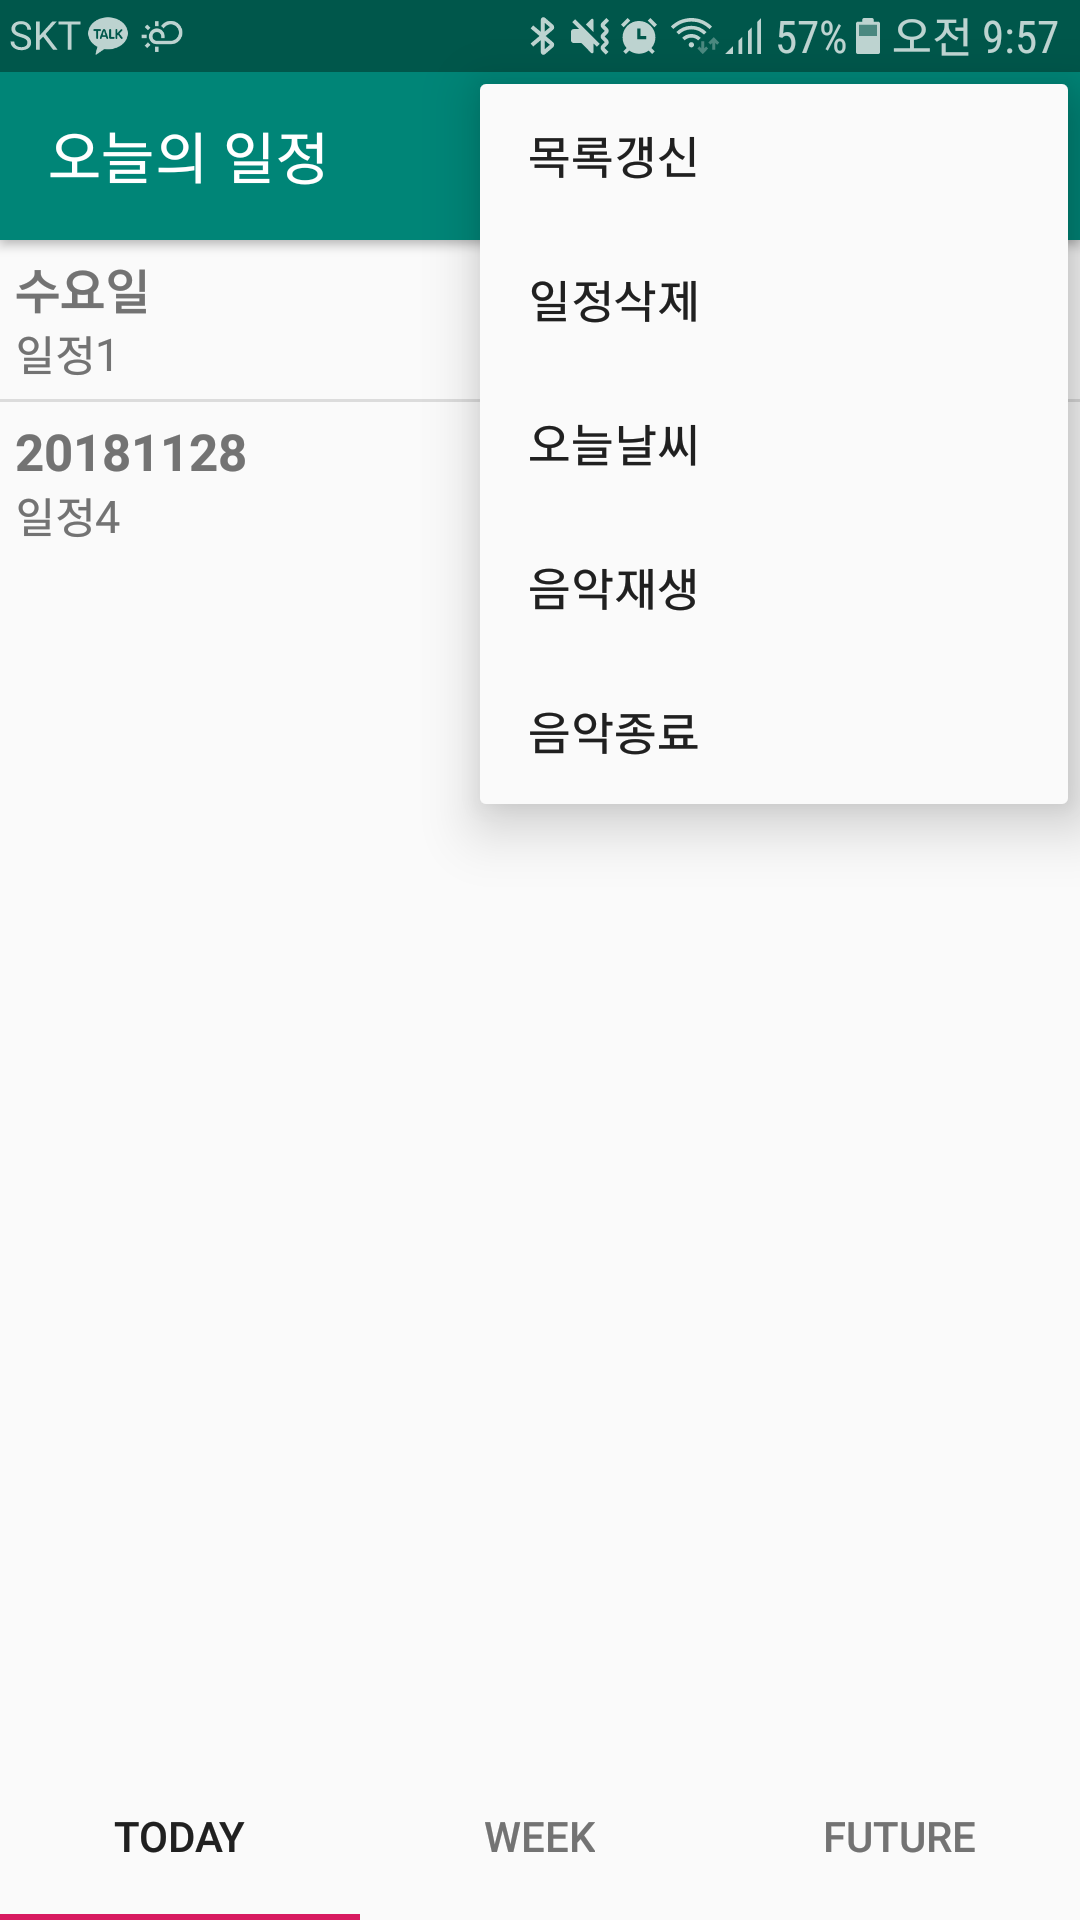 SKT TALK 57% 오전 9:57
오늘의 일정
목록갱신
일정삭제
오늘날씨
음악재생
음악종료
수요일
일정1
20181128
일정4
TODAY WEEK FUTURE